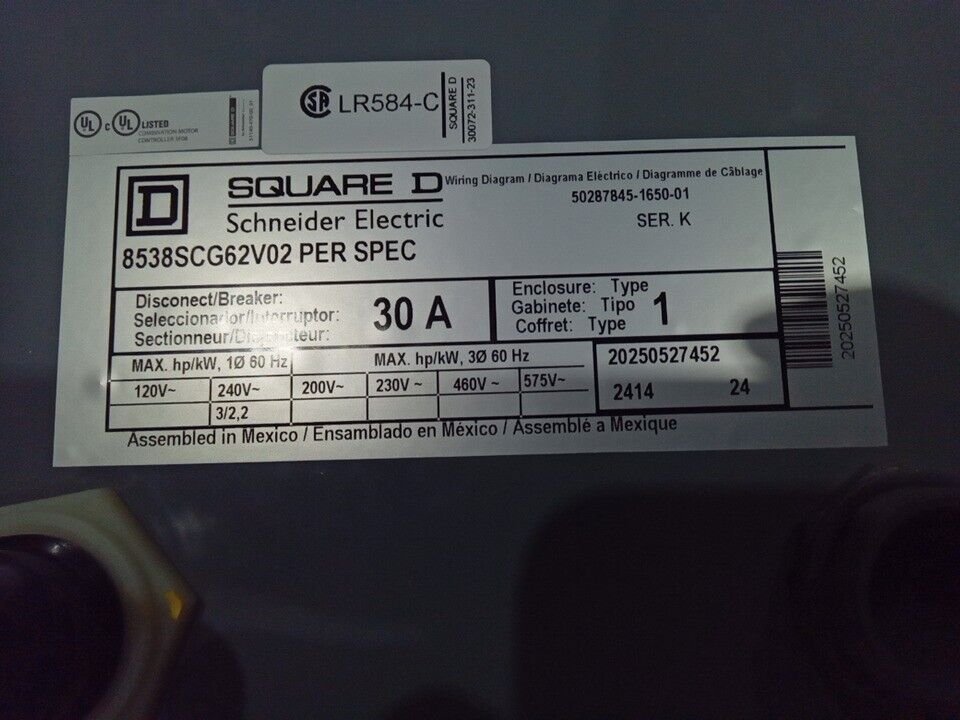 UL c UL LISTED
COMBINATION MOTOR
CONTROLLER
SQUARE D
LR584-C
SQUARE D
30072-311-23
SQUARE D
Schneider Electric
Wiring Diagram / Diagrama Eléctrico / Diagramme de Câblage
50287845-1650-01
SER. K
8538SCG62V02 PER SPEC
Disconect/Breaker:
Seleccionador/Interruptor:
Sectionneur/
30 A
Enclosure: Type
Gabinete: Tipo
Coffret: Type
1
MAX. hp/kW, 1Ø 60 Hz
MAX. hp/kW, 3Ø 60 Hz
120V~ 240V~ 200V~ 230V ~ 460V ~ 575V~
3/2,2
20250527452
2414 24
20250527452
Assembled in Mexico / Ensamblado en México / Assemblé a Mexique